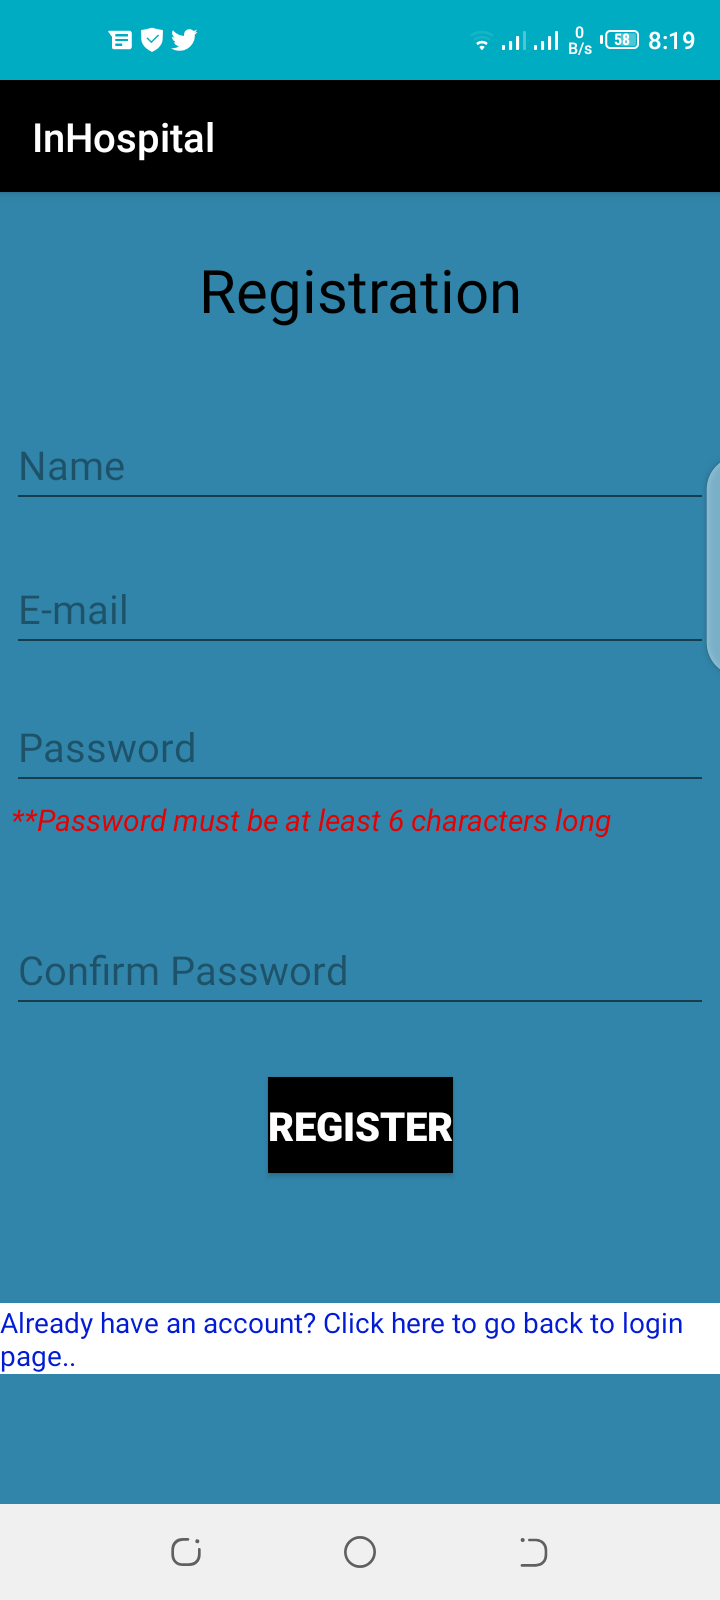 0
B/s
58
8:19
InHospital
Registration
Name
E-mail
Password
**Password must be at least 6 characters long
Confirm Password
REGISTER
Already have an account? Click here to go back to login
page..